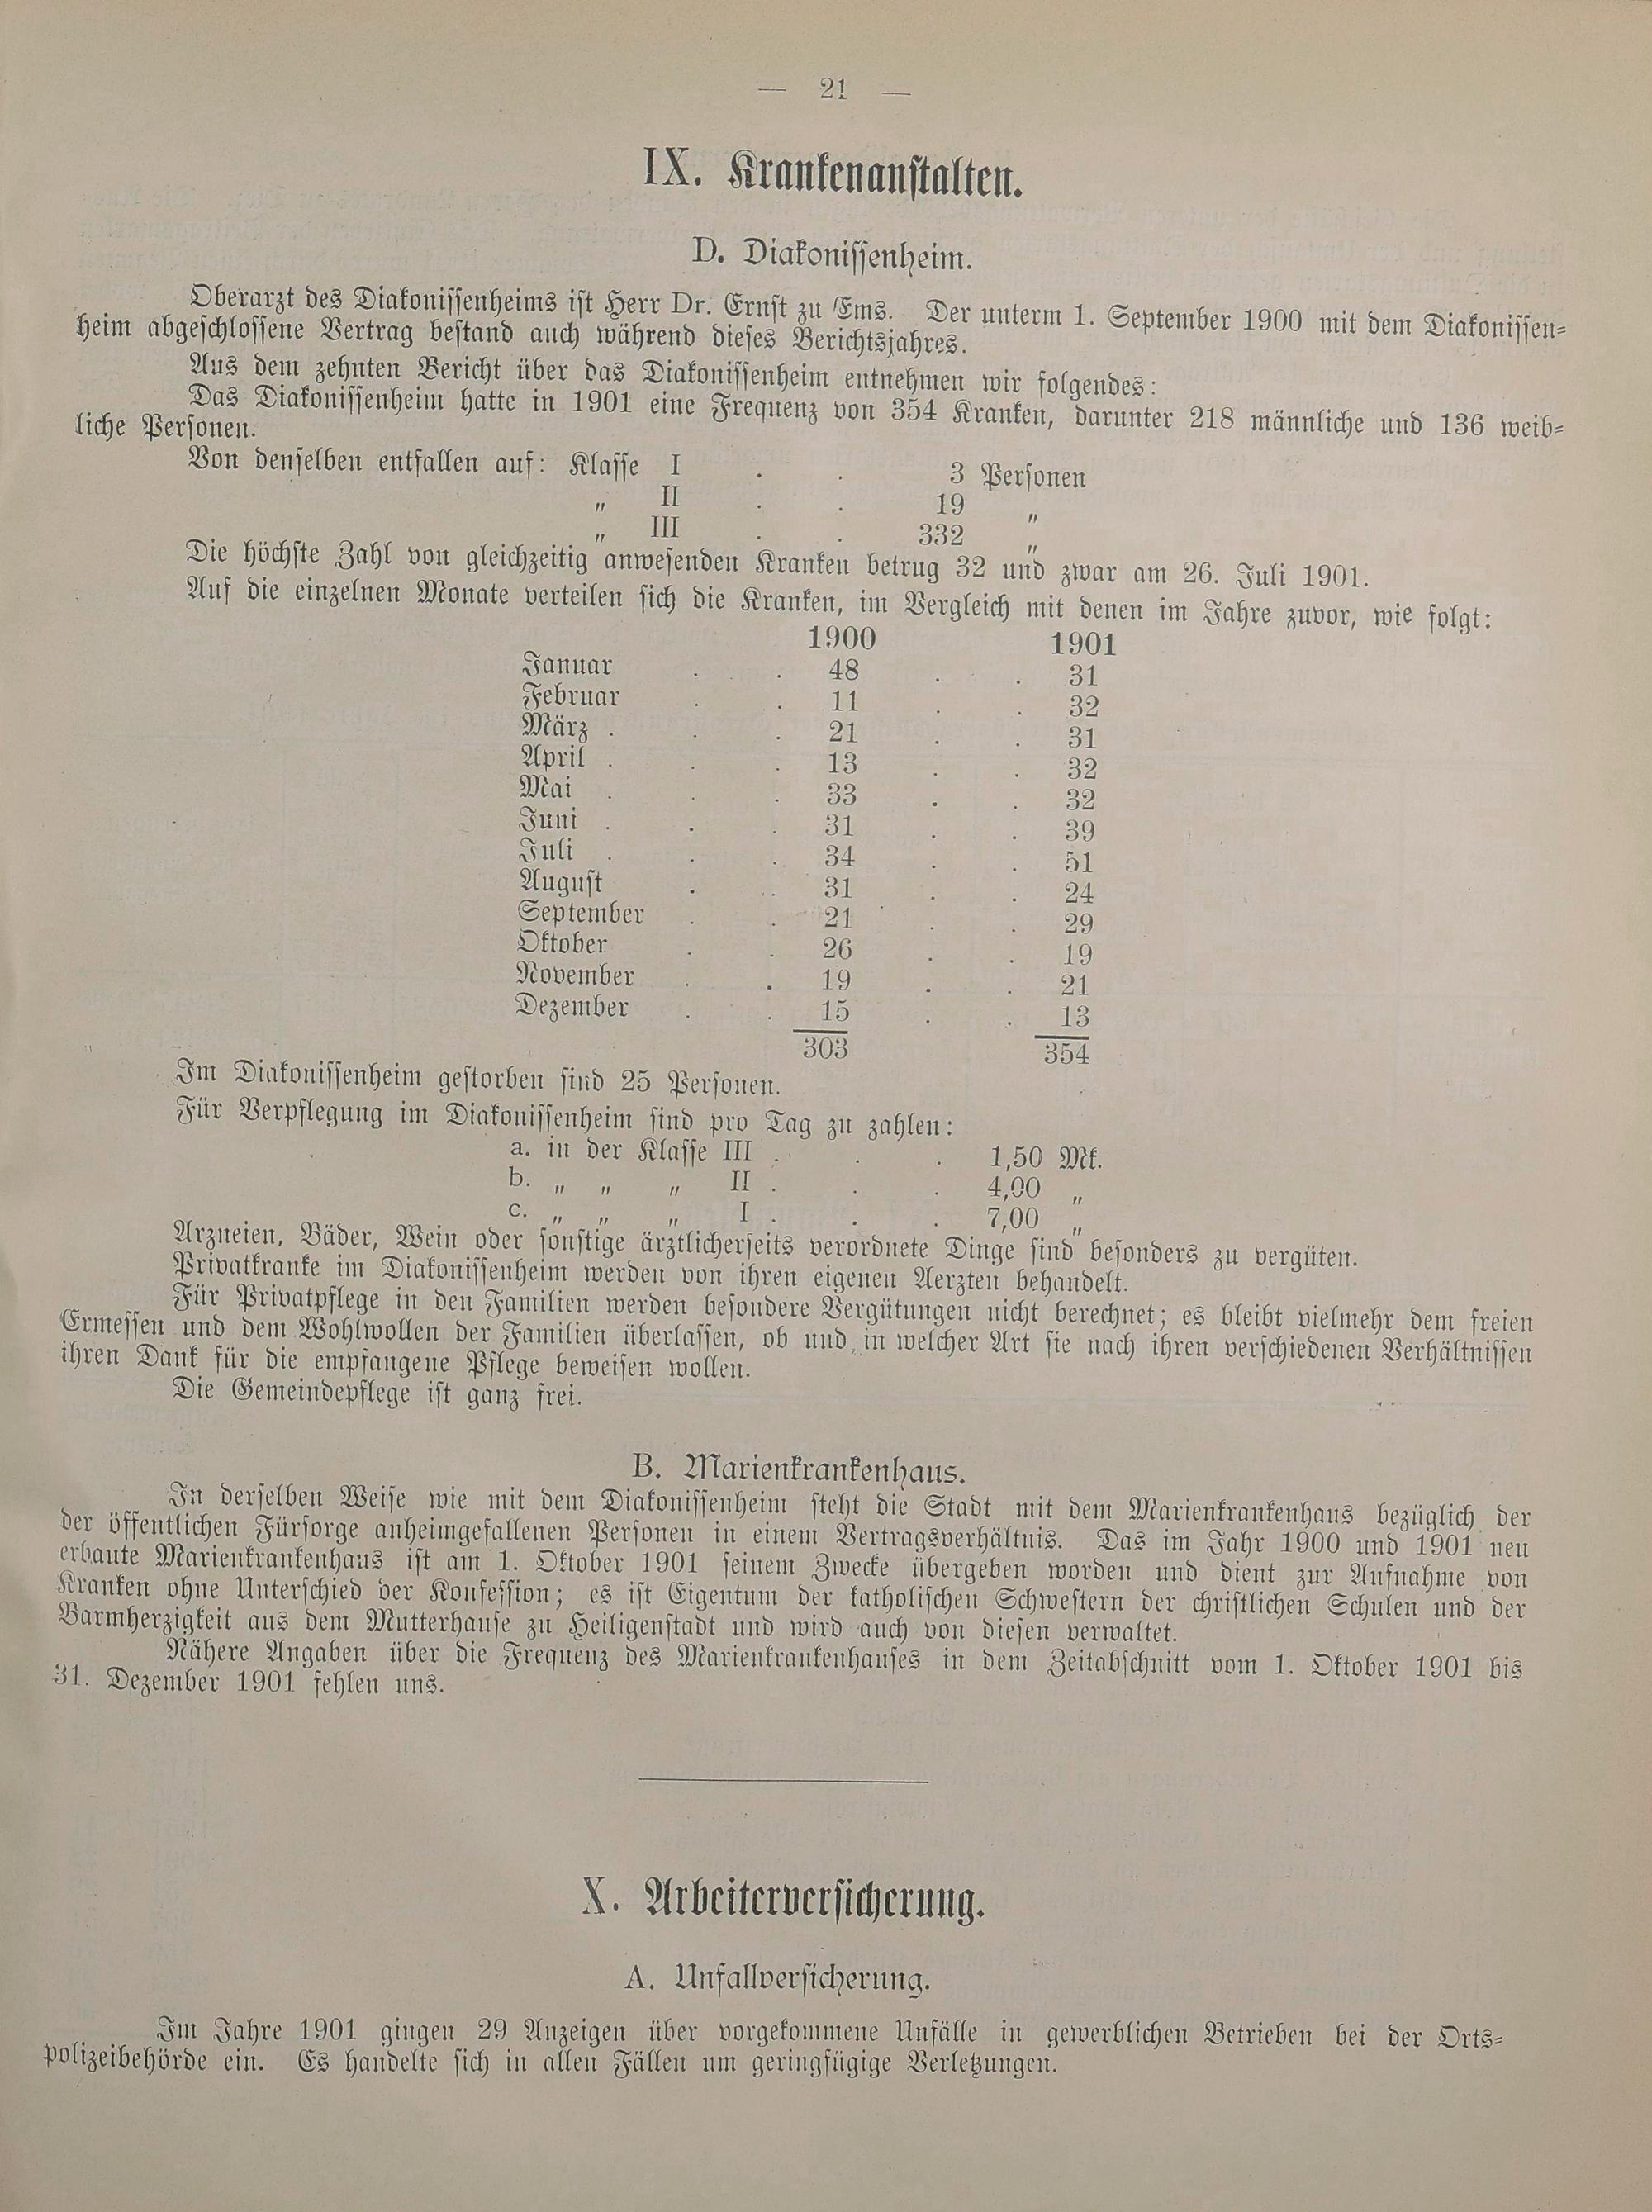 — 21 —
IX. Krankenanstalten.
D. Diakonissenheim.
Oberarzt des Diakonissenheims ist Herr Dr. Ernst zu Ems. Der unterm 1. September 1900 mit dem Diakonissen=
heim abgeschlossene Vertrag bestand auch während dieses Berichtsjahres.
Aus dem zehnten Bericht über das Diakonissenheim entnehmen wir folgendes:
Das Diakonissenheim hatte in 1901 eine Frequenz von 354 Kranken, darunter 218 männliche und 136 weib=
liche Personen.
Von denselben entfallen auf: Klasse I . . 3 Personen
„ II . . 19 „
„ III . . 332 „
Die höchste Zahl von gleichzeitig anwesenden Kranken betrug 32 und zwar am 26. Juli 1901.
Auf die einzelnen Monate verteilen sich die Kranken, im Vergleich mit denen im Jahre zuvor, wie folgt:
1900 1901
Januar . . 48 . . 31
Februar . . 11 . . 32
März . . . 21 . . 31
April . . . 13 . . 32
Mai . . . 33 . . 32
Juni . . . 31 . . 39
Juli . . . 34 . . 51
August . . 31 . . 24
September . . 21 . . 29
Oktober . . 26 . . 19
November . . 19 . . 21
Dezember . . 15 . . 13
303 354
Im Diakonissenheim gestorben sind 25 Personen.
Für Verpflegung im Diakonissenheim sind pro Tag zu zahlen:
a. in der Klasse III . . . 1,50 Mk.
b. „ „ „ II . . . 4,00 „
c. „ „ „ I . . . 7,00 „
Arzneien, Bäder, Wein oder sonstige ärztlicherseits verordnete Dinge sind besonders zu vergüten.
Privatkranke im Diakonissenheim werden von ihren eigenen Aerzten behandelt.
Für Privatpflege in den Familien werden besondere Vergütungen nicht berechnet; es bleibt vielmehr dem freien
Ermessen und dem Wohlwollen der Familien überlassen, ob und in welcher Art sie nach ihren verschiedenen Verhältnissen
ihren Dank für die empfangene Pflege beweisen wollen.
Die Gemeindepflege ist ganz frei.
B. Marienkrankenhaus.
In derselben Weise wie mit dem Diakonissenheim steht die Stadt mit dem Marienkrankenhaus bezüglich der
der öffentlichen Fürsorge anheimgefallenen Personen in einem Vertragsverhältnis. Das im Jahr 1900 und 1901 neu
erbaute Marienkrankenhaus ist am 1. Oktober 1901 seinem Zwecke übergeben worden und dient zur Aufnahme von
Kranken ohne Unterschied der Konfession; es ist Eigentum der katholischen Schwestern der christlichen Schulen und der
Barmherzigkeit aus dem Mutterhause zu Heiligenstadt und wird auch von diesen verwaltet.
Nähere Angaben über die Frequenz des Marienkrankenhauses in dem Zeitabschnitt vom 1. Oktober 1901 bis
31. Dezember 1901 fehlen uns.
X. Arbeiterversicherung.
A. Unfallversicherung.
Im Jahre 1901 gingen 29 Anzeigen über vorgekommene Unfälle in gewerblichen Betrieben bei der Orts=
polizeibehörde ein. Es handelte sich in allen Fällen um geringfügige Verletzungen.